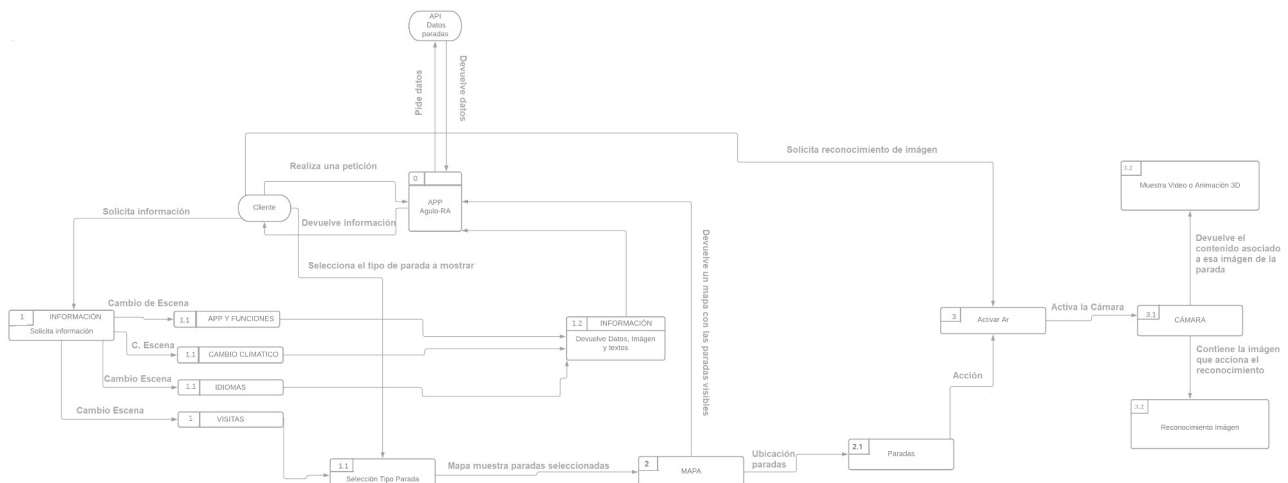 API
Datos
paradas
Pide datos
Devuelve datos
Solicita reconocimiento de imágen
Realiza una petición
0
APP
Agulo-RA
Cliente
Solicita información
Devuelve información
Selecciona el tipo de parada a mostrar
3.2
Muestra Video o Animación 3D
Devuelve el
contenido asociado
a esa imágen de la
parada
Devuelve un mapa con las paradas visibles
Cambio de Escena
1 INFORMACIÓN
Solicita información
1.1 APP Y FUNCIONES
1.2 INFORMACIÓN
Devuelve Datos, Imágen
y textos
3 Activar Ar
Activa la Cámara
3.1 CÁMARA
C. Escena
1.1 CAMBIO CLIMATICO
Contiene la imágen
que acciona el
reconocimiento
Cambio Escena
1.1 IDIOMAS
Acción
Cambio Escena
1 VISITAS
3.2
Reconocimiento Imágen
1.1
Selección Tipo Parada
Mapa muestra paradas seleccionadas
2
MAPA
Ubicación
paradas
2.1
Paradas